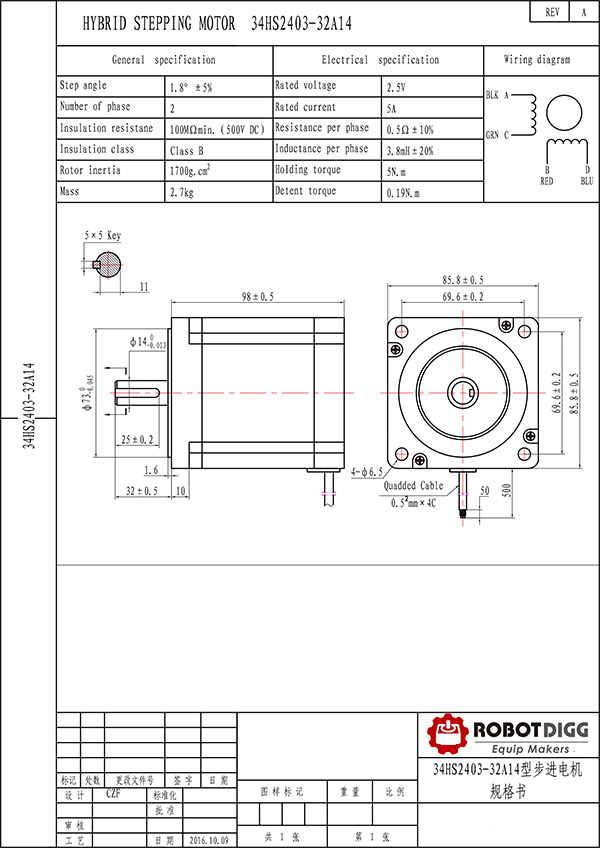 HYBRID STEPPING MOTOR 34HS2403-32A14
REV A
General specification
Electrical specification
Wiring diagram
Step angle 1.8° ±5% Rated voltage 2.5V
Number of phase 2 Rated current 5A
Insulation resistane 100MΩmin. (500V DC) Resistance per phase 0.5Ω ±10%
Insulation class Class B Inductance per phase 3.8mH ±20%
Rotor inertia 1700g.cm² Holding torque 5N.m
Mass 2.7kg Detent torque 0.19N.m
BLK A
GRN C
B D
RED BLU
5×5 Key
11
98±0.5
φ14 0 -0.013
φ73 0 -0.045
25±0.2
1.6
32±0.5
10
85.8±0.5
69.6±0.2
69.6±0.2
85.8±0.5
4-φ6.5
Quadded Cable
0.5²mm×4C
50
500
34HS2403-32A14
ROBOTDIGG
Equip Makers
34HS2403-32A14型步进电机
规格书
标记 处数 更改文件号 签字 日期
设计 CZF 标准化
批准
审核
工艺 日期 2016.10.09
图样标记 重量 比例
共 1 张 第 1 张